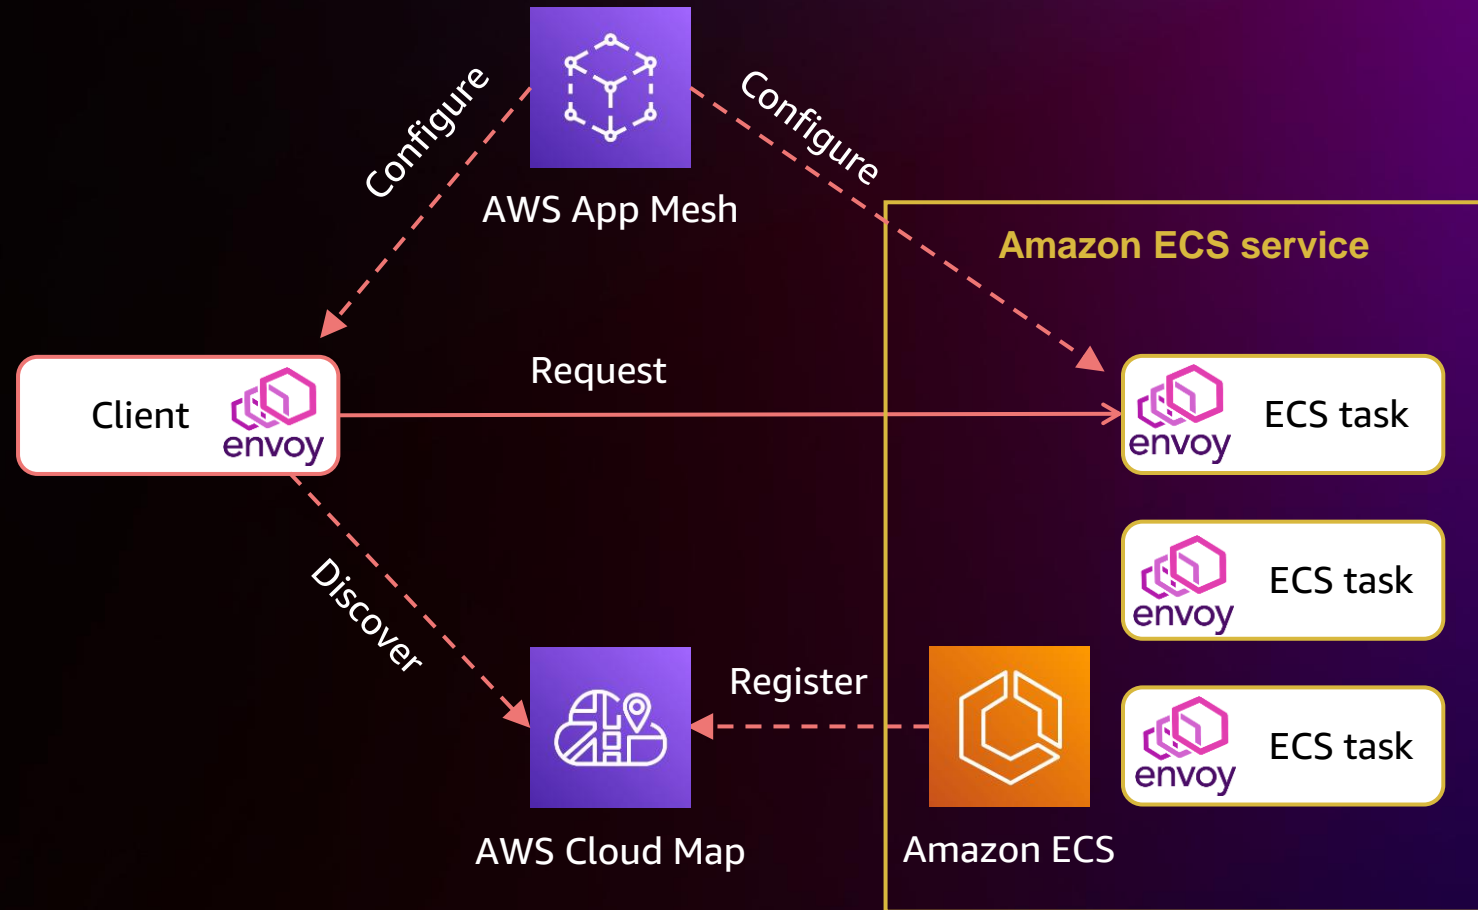 Configure
Configure
AWS App Mesh
Amazon ECS service
Request
Client
envoy
envoy
ECS task
Discover
envoy
ECS task
Register
envoy
ECS task
AWS Cloud Map
Amazon ECS